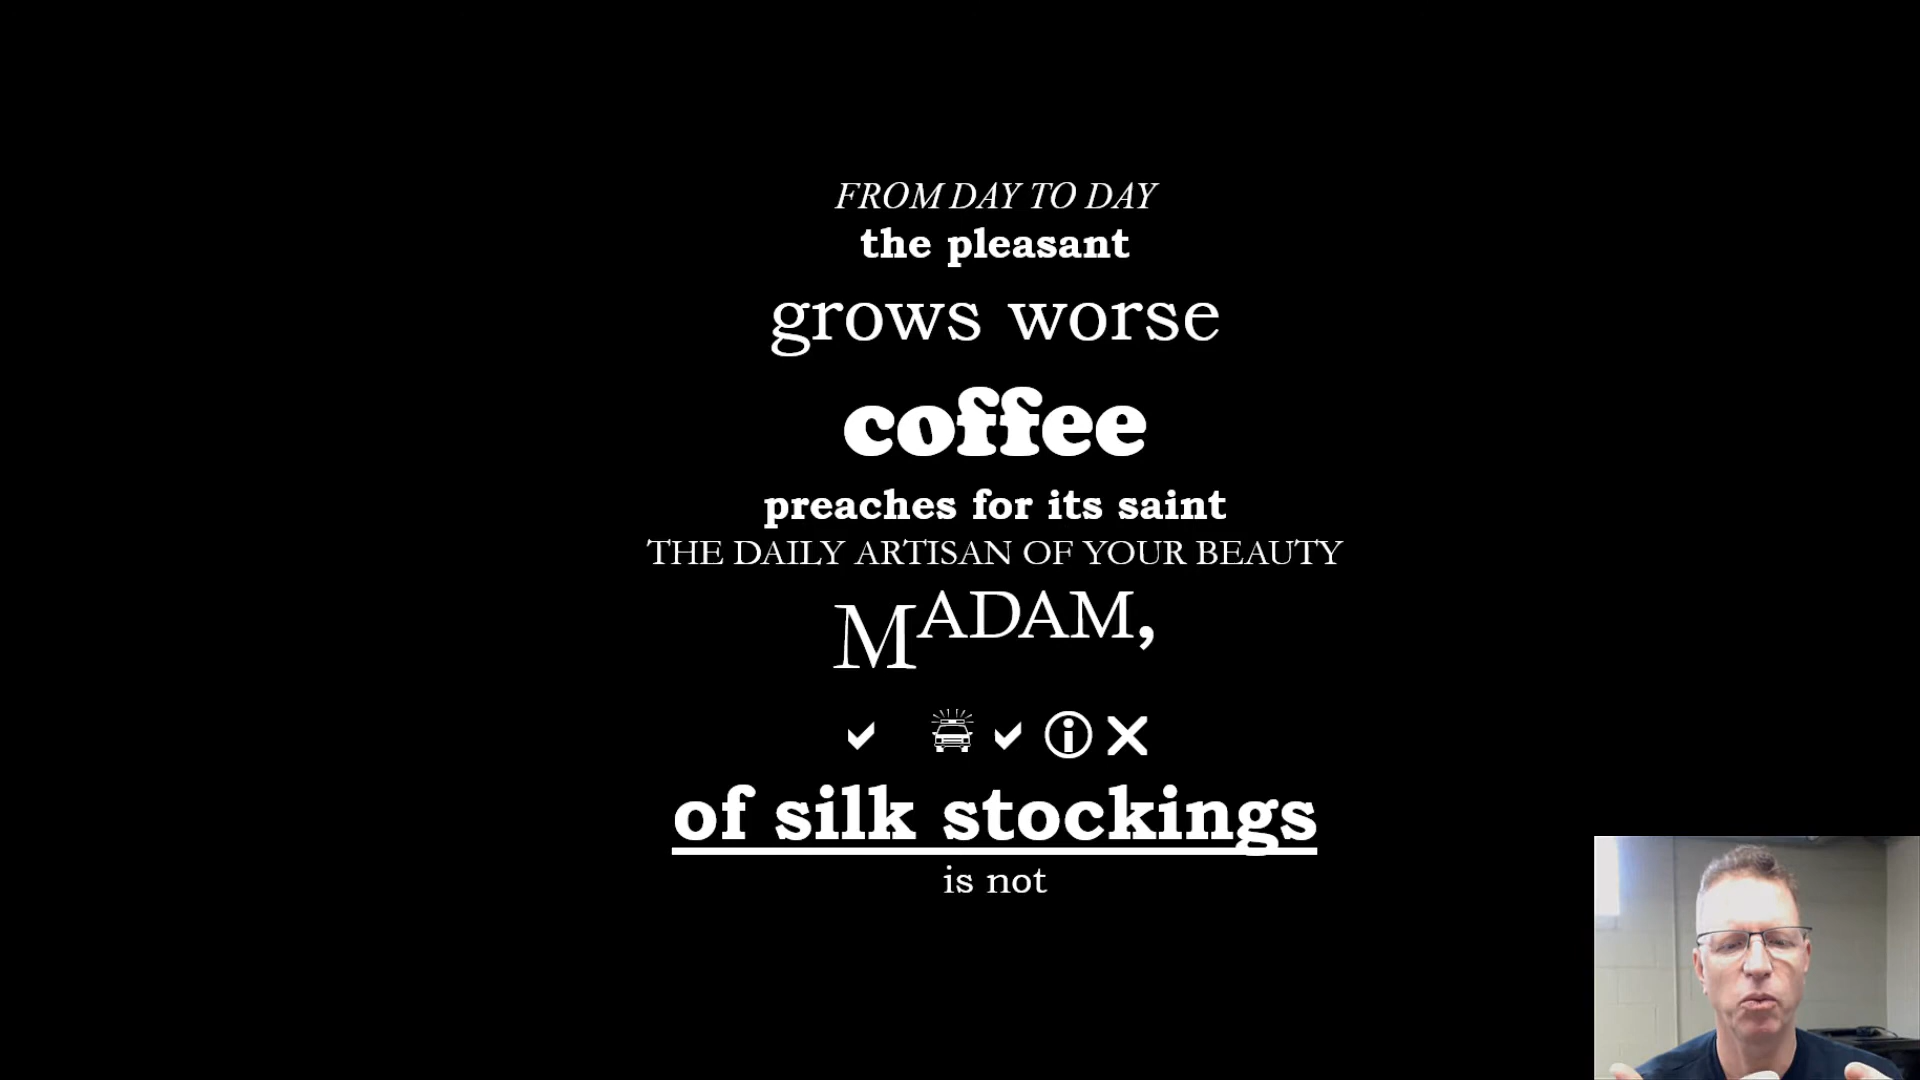 FROM DAY TO DAY
the pleasant
grows worse
coffee
preaches for its saint
THE DAILY ARTISAN OF YOUR BEAUTY
MADAM,
✔ 🚔 ✔ ℹ ✖
of silk stockings
is not